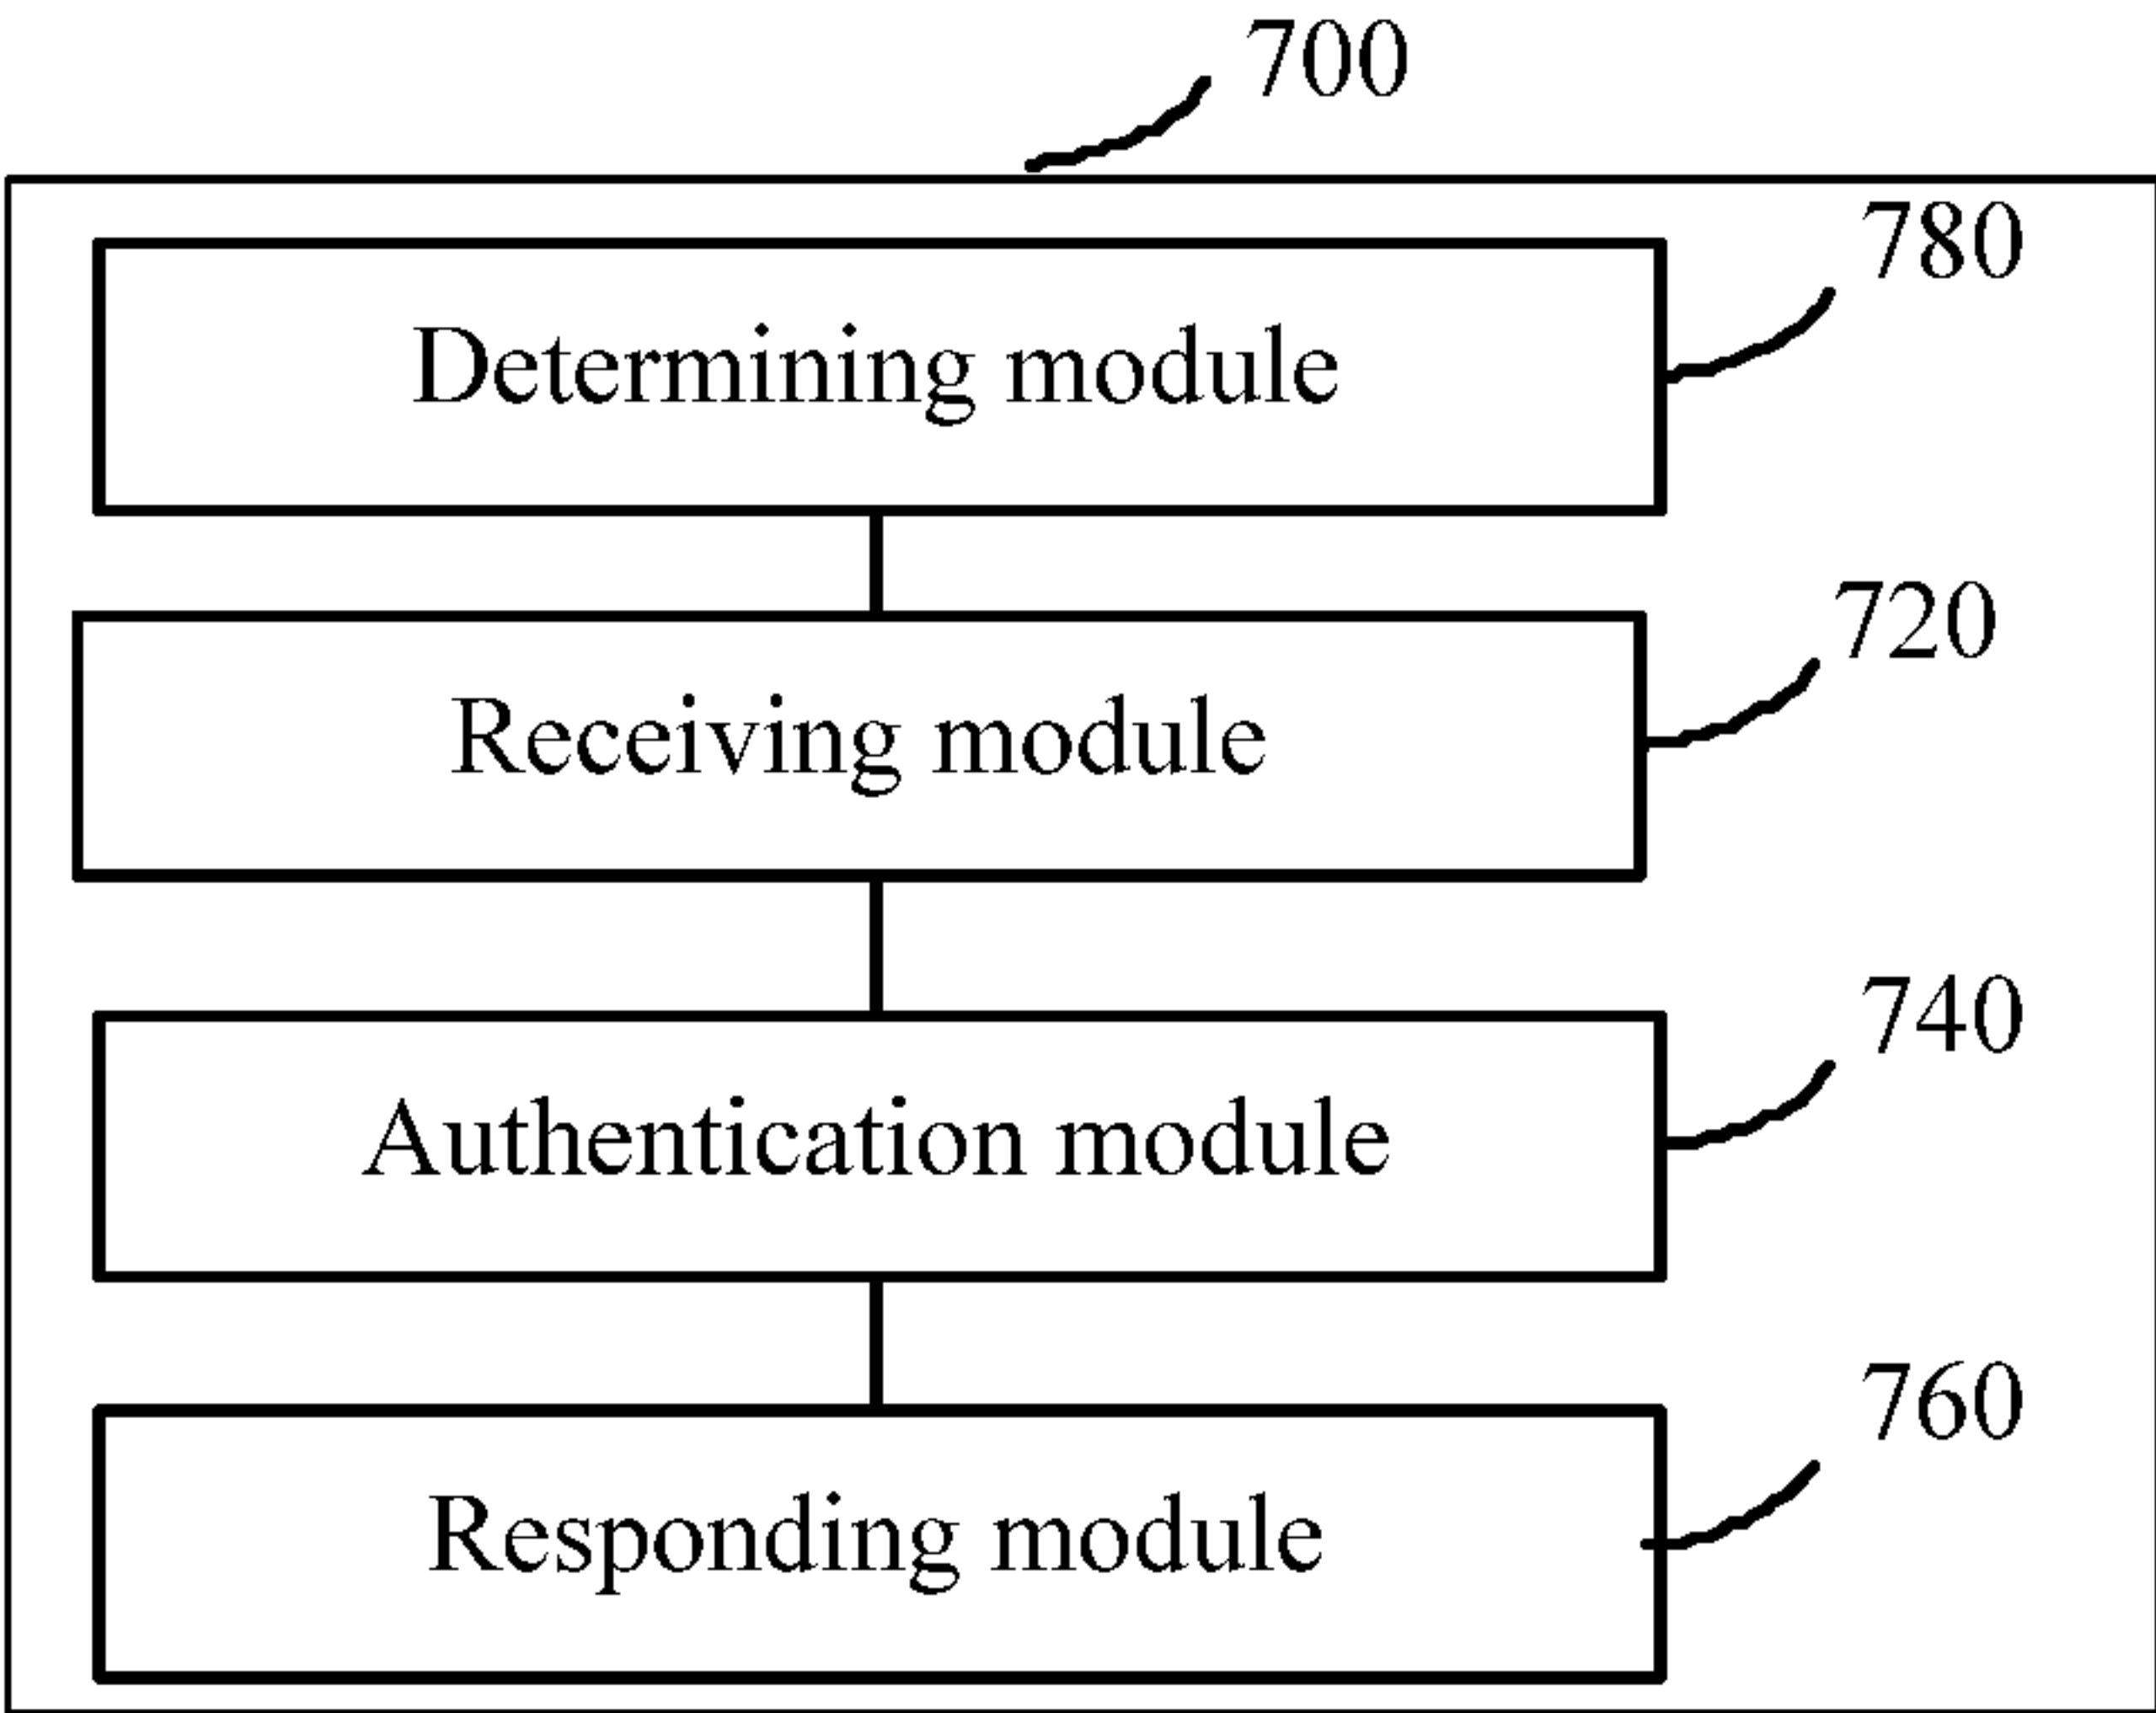 700
780
Determining module
720
Receiving module
740
Authentication module
760
Responding module